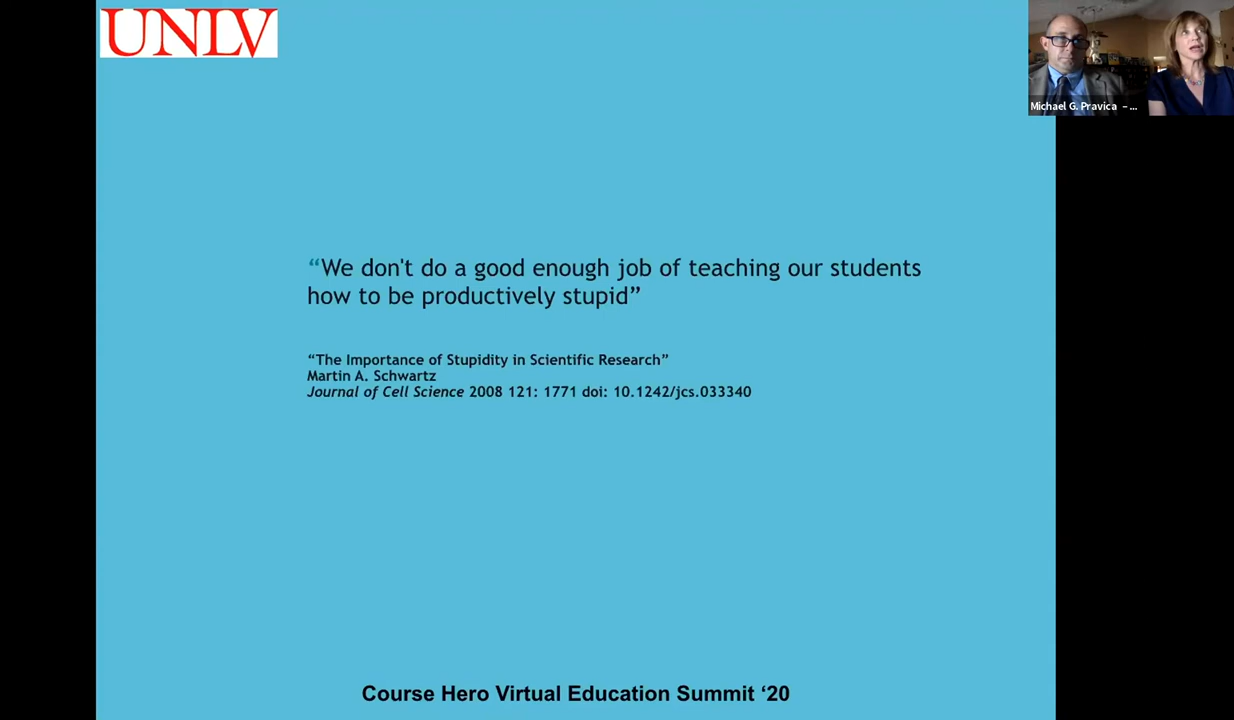 UNLV
Michael G. Pravica – ...
“We don't do a good enough job of teaching our students
how to be productively stupid”
“The Importance of Stupidity in Scientific Research”
Martin A. Schwartz
Journal of Cell Science 2008 121: 1771 doi: 10.1242/jcs.033340
Course Hero Virtual Education Summit ‘20